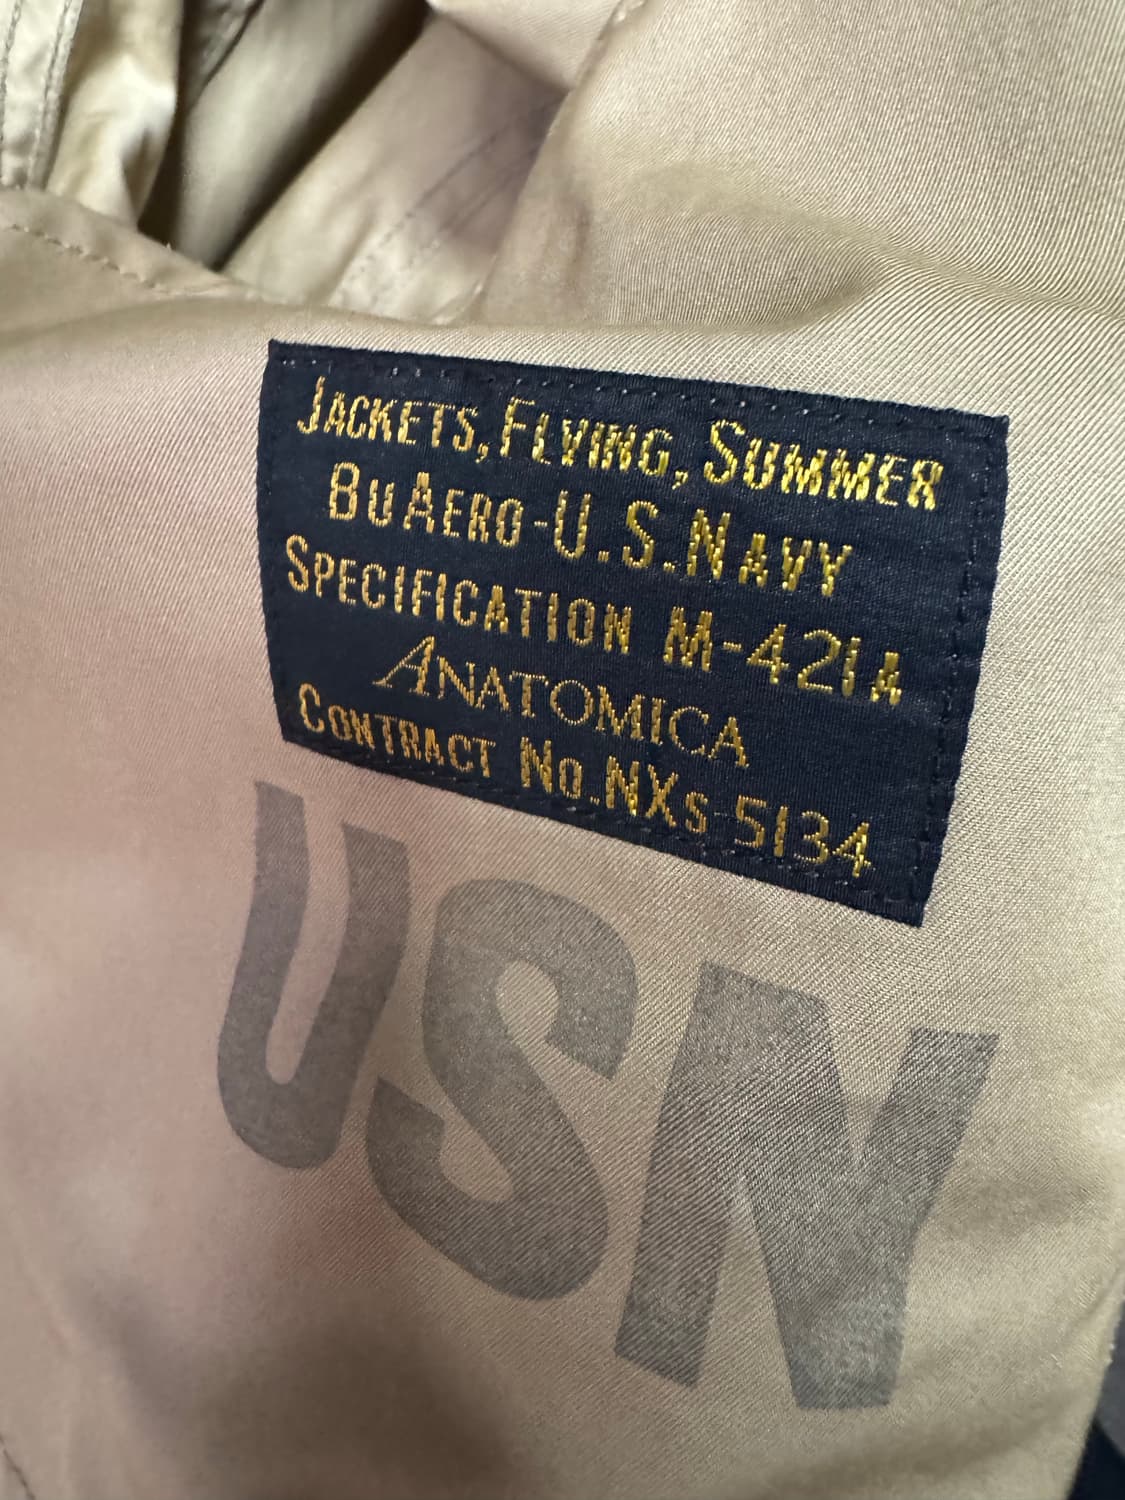 JACKETS, FLYING, SUMMER
BUAERO-U.S.NAVY
SPECIFICATION M-421A
ANATOMICA
CONTRACT NO.NXS 5134
USN